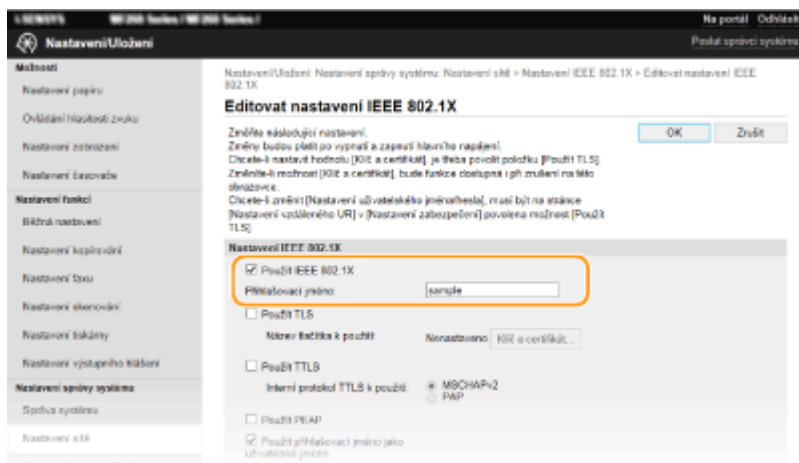 i-SENSYS MF260 Series / MF260 Series /
Na portál Odhlásit
Nastavení/Uložení
Poslat správci systému
Možnosti
Nastavení papíru
Ovládání hlasitosti zvuku
Nastavení zobrazení
Nastavení časovače
Nastavení funkcí
Běžná nastavení
Nastavení kopírování
Nastavení faxu
Nastavení skenování
Nastavení tiskárny
Nastavení výstupního hlášení
Nastavení správy systému
Správa systému
Nastavení sítě
Nastavení/Uložení: Nastavení správy systému: Nastavení sítě > Nastavení IEEE 802.1X > Editovat nastavení IEEE
802.1X
Editovat nastavení IEEE 802.1X
Změňte následující nastavení.
Změny budou platit po vypnutí a zapnutí hlavního napájení.
Chcete-li nastavit hodnotu [Klíč a certifikát], je třeba povolit položku [Použít TLS].
Změníte-li možnost [Klíč a certifikát], bude funkce dostupná i při zrušení na této
obrazovce.
Chcete-li změnit [Nastavení uživatelského jména/hesla], musí být na stránce
[Nastavení vzdáleného UR] v [Nastavení zabezpečení] povolena možnost [Použít
TLS].
OK Zrušit
Nastavení IEEE 802.1X
Použít IEEE 802.1X
Přihlašovací jméno: sample
Použít TLS
Název tlačítka k použití: Nenastaveno Klíč a certifikát...
Použít TTLS
Interní protokol TTLS k použití: MSCHAPv2
PAP
Použít PEAP
Použít přihlašovací jméno jako
uživatelské jméno